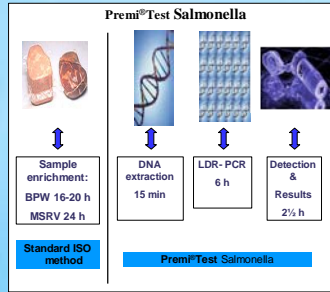 Premi®Test Salmonella
Sample
enrichment:
BPW 16-20 h
MSRV 24 h
DNA
extraction
15 min
LDR- PCR
6 h
Detection
&
Results
2½ h
Standard ISO
method
Premi®Test Salmonella